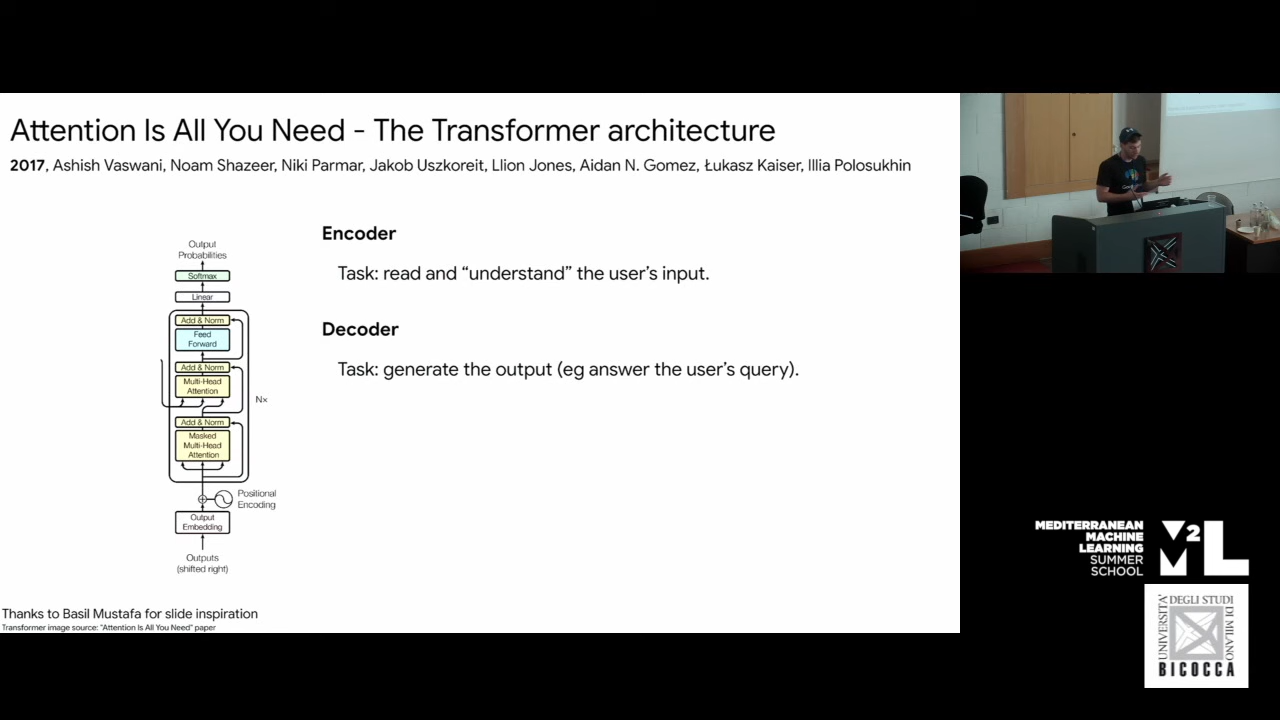 Attention Is All You Need - The Transformer architecture
2017, Ashish Vaswani, Noam Shazeer, Niki Parmar, Jakob Uszkoreit, Llion Jones, Aidan N. Gomez, Łukasz Kaiser, Illia Polosukhin
Output
Probabilities
Softmax
Linear
Add & Norm
Feed
Forward
Add & Norm
Multi-Head
Attention
Nx
Add & Norm
Masked
Multi-Head
Attention
Positional
Encoding
Output
Embedding
Outputs
(shifted right)
Encoder
Task: read and “understand” the user’s input.
Decoder
Task: generate the output (eg answer the user’s query).
Thanks to Basil Mustafa for slide inspiration
Transformer image source: "Attention Is All You Need" paper
MEDITERRANEAN
MACHINE
LEARNING
SUMMER
SCHOOL
M2L
UNIVERSITA'
DEGLI STUDI
DI MILANO
BICOCCA